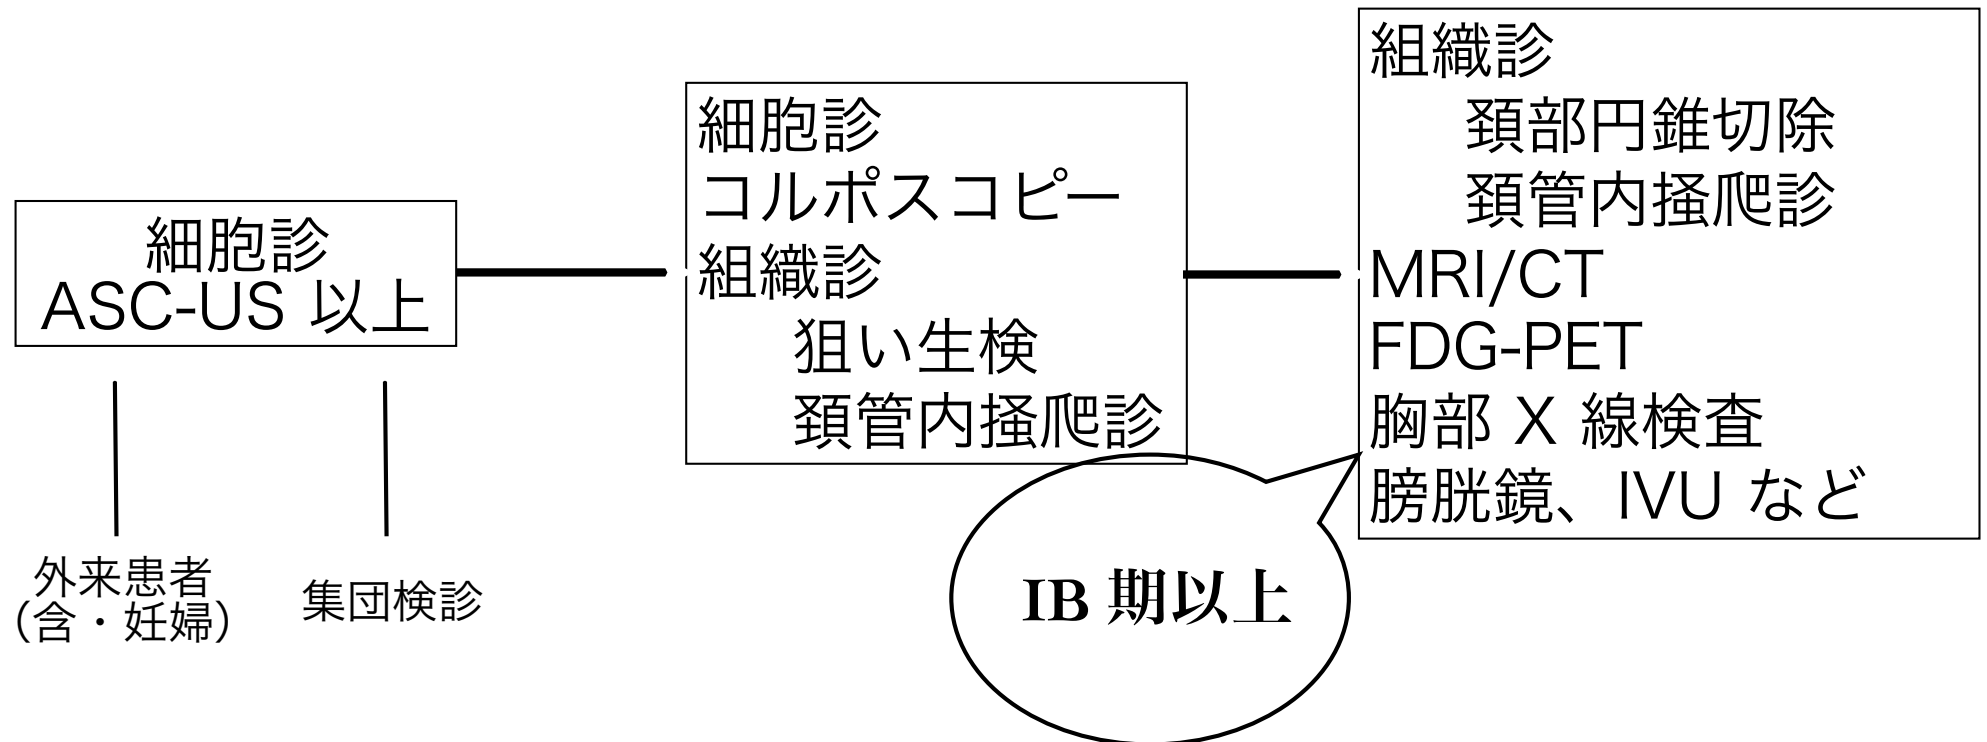 細胞診
ASC-US 以上
外来患者
（含・妊婦）
集団検診
細胞診
コルポスコピー
組織診
狙い生検
頚管内掻爬診
IB 期以上
組織診
頚部円錐切除
頚管内掻爬診
MRI/CT
FDG-PET
胸部 X 線検査
膀胱鏡、IVU など